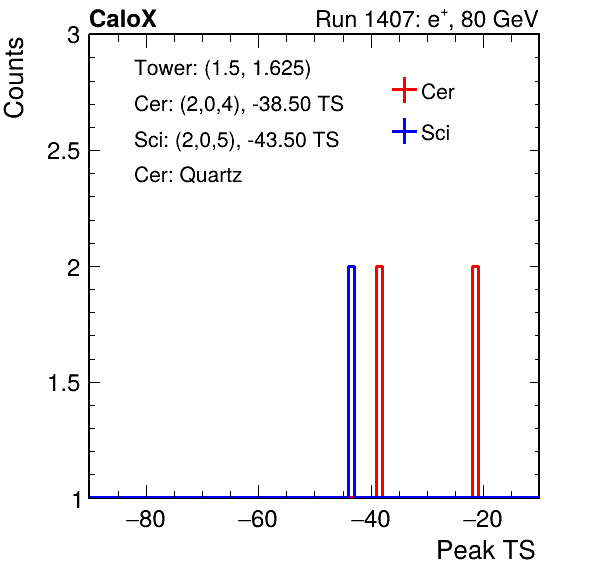 CaloX Run 1407: e⁺, 80 GeV
Counts
3
2.5
2
1.5
1
Tower: (1.5, 1.625)
Cer: (2,0,4), -38.50 TS
Sci: (2,0,5), -43.50 TS
Cer: Quartz
Cer
Sci
−80 −60 −40 −20
Peak TS